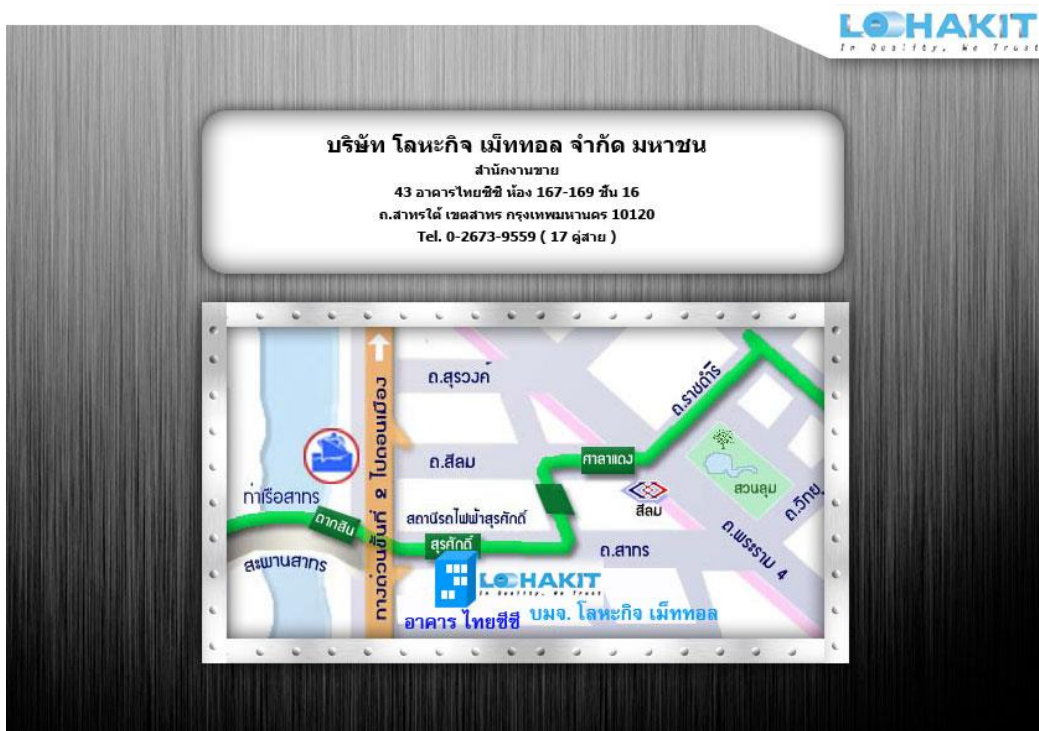 LOHAKIT
In Quality, We Trust
บริษัท โลหะกิจ เม็ททอล จำกัด มหาชน
สำนักงานขาย
43 อาคารไทยซีซี ห้อง 167-169 ชั้น 16
ถ.สาทรใต้ เขตสาทร กรุงเทพมหานคร 10120
Tel. 0-2673-9559 ( 17 คู่สาย )
ถ.สุรวงค์
ถ.ราชดำริ
ทางด่วนขั้นที่ 2 ไปดอนเมือง
ถ.สีลม
ศาลาแดง
สวนลุม
ถ.วิทยุ
ท่าเรือสาทร
สีลม
ตากสิน
สถานีรถไฟฟ้าสุรศักดิ์
สุรศักดิ์
ถ.สาทร
ถ.พระราม 4
สะพานสาทร
LOHAKIT
In Quality, We Trust
อาคาร ไทยซีซี
บมจ. โลหะกิจ เม็ททอล